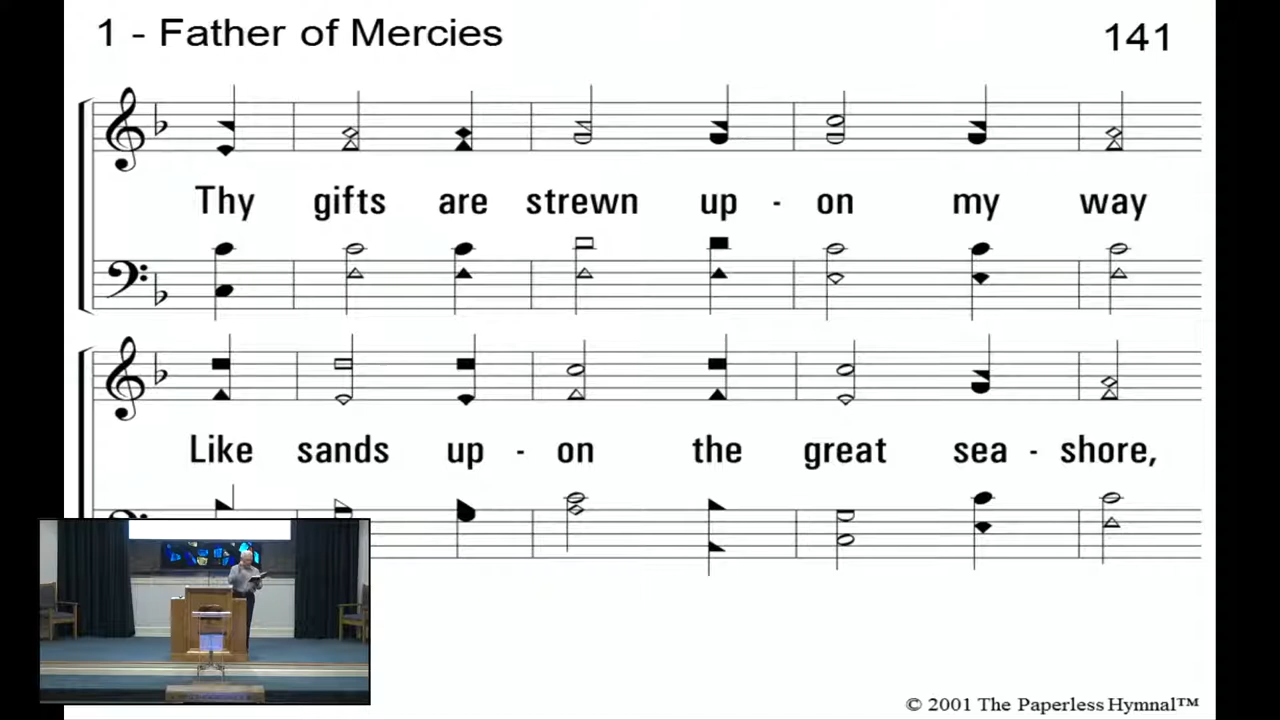 1 - Father of Mercies
141
Thy gifts are strewn up - on my way
Like sands up - on the great sea - shore,
© 2001 The Paperless Hymnal™